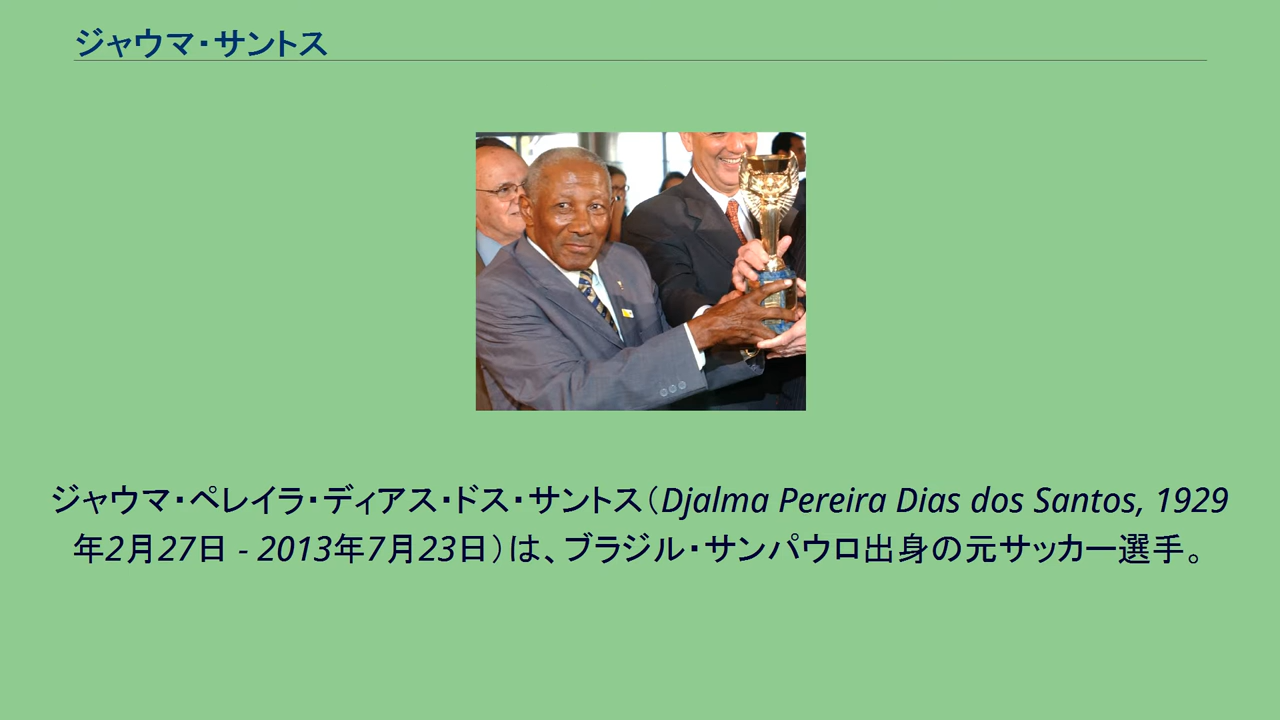 ジャウマ・サントス
ジャウマ・ペレイラ・ディアス・ドス・サントス（Djalma Pereira Dias dos Santos, 1929
年2月27日 - 2013年7月23日）は、ブラジル・サンパウロ出身の元サッカー選手。